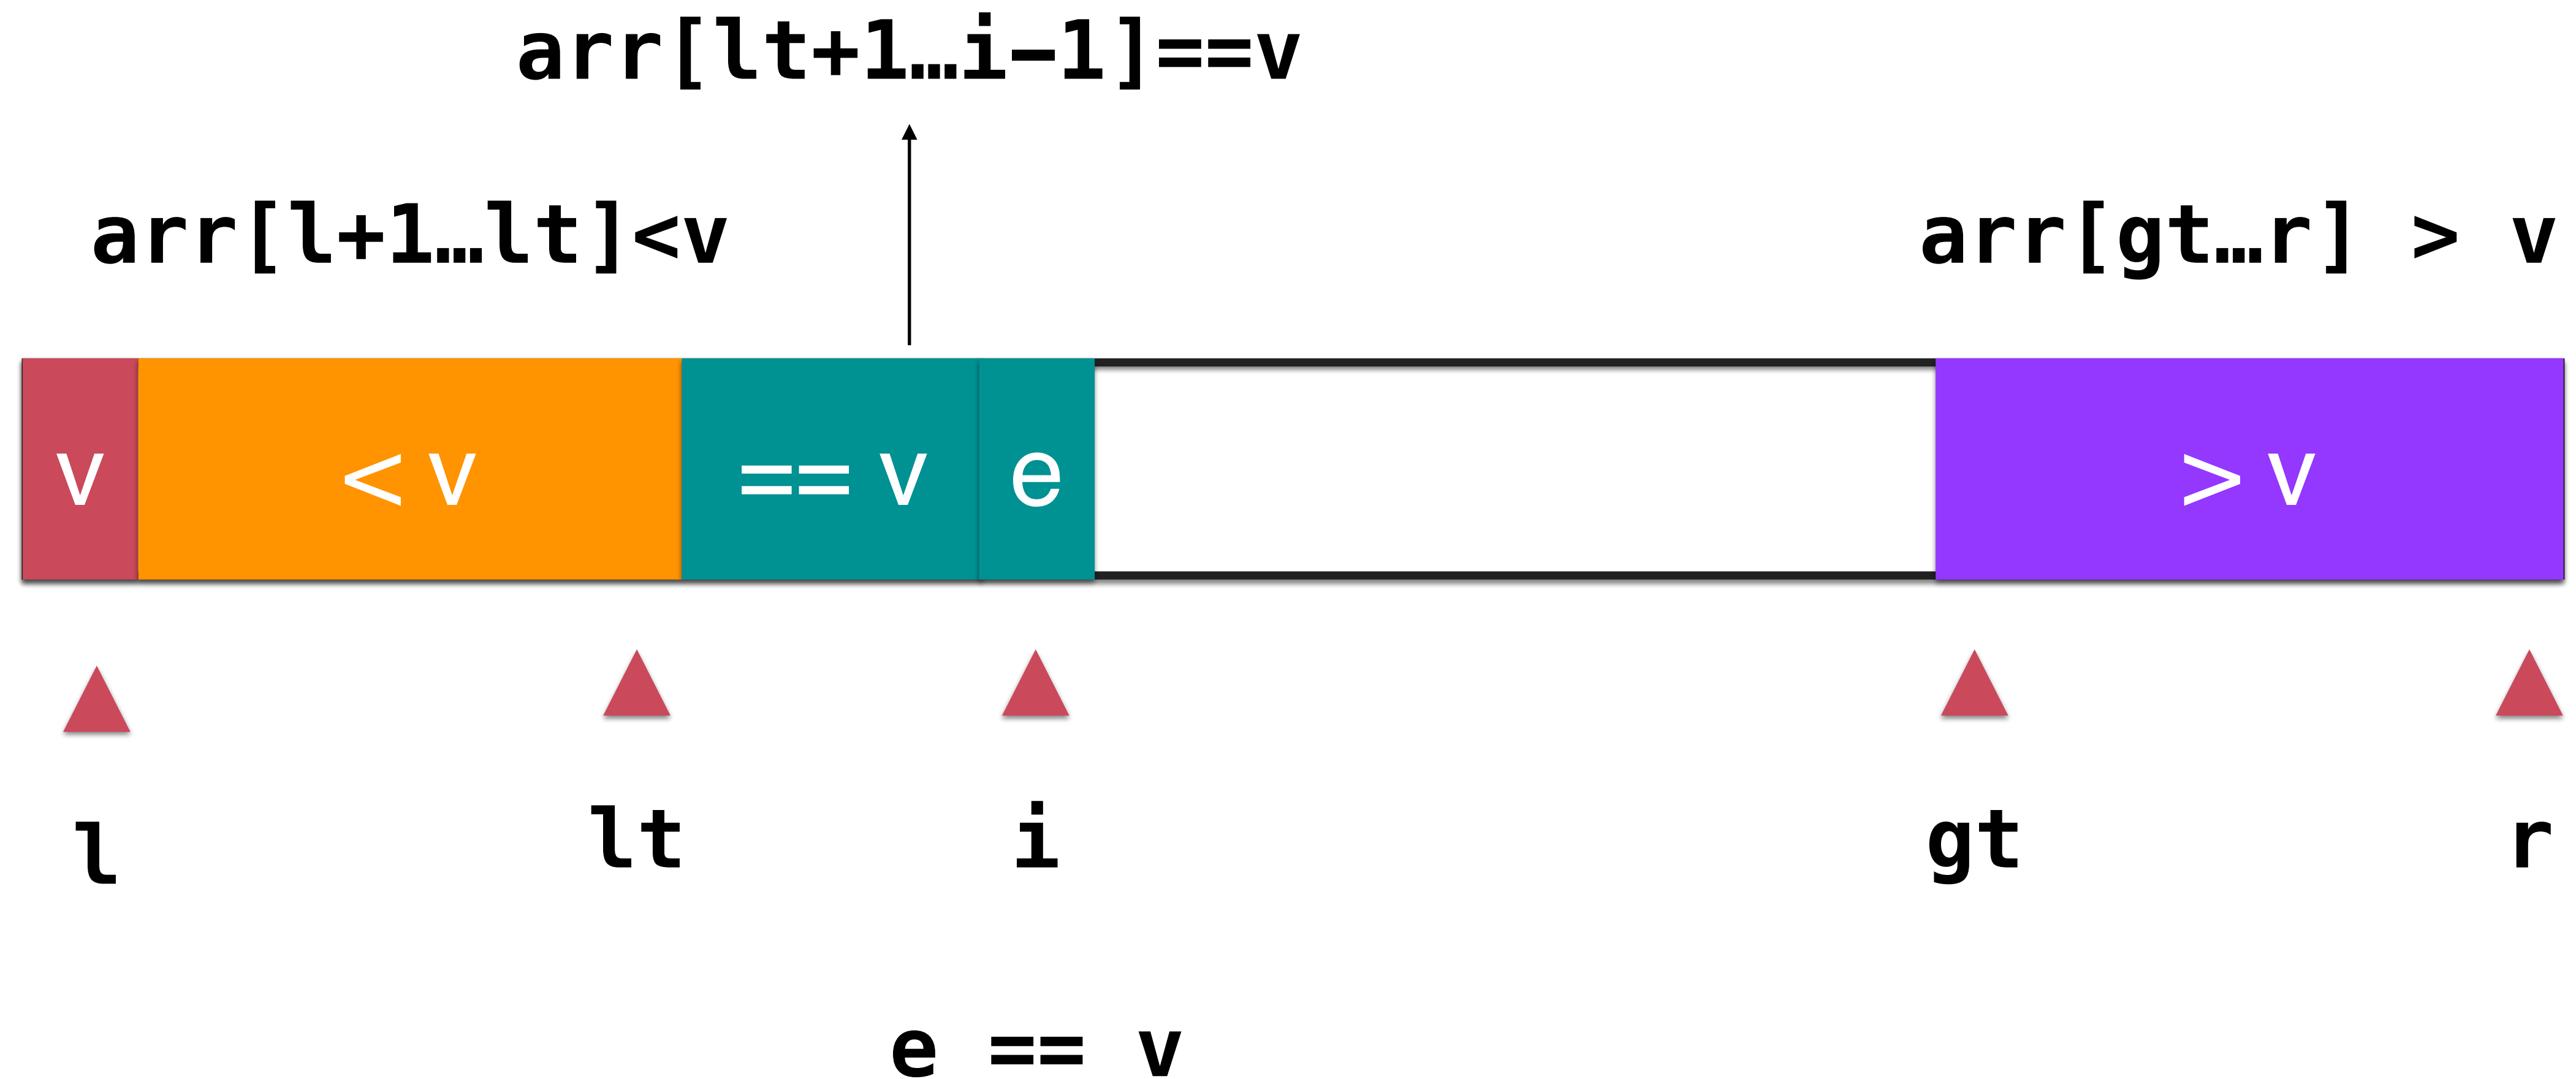 arr[lt+1…i−1]==v
arr[l+1…lt]<v
arr[gt…r] > v
v
< v
== v
e
> v
l
lt
i
gt
r
e == v